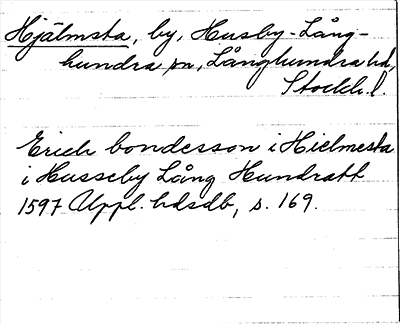 Hjälmsta, by, Husby-Lång-
hundra sn, Långhundra hd,
Stockh. l.
Erich bondesson i Hielmesta
i Husseby Lång Hundratt
1597 Uppl. hdsdb, s. 169.